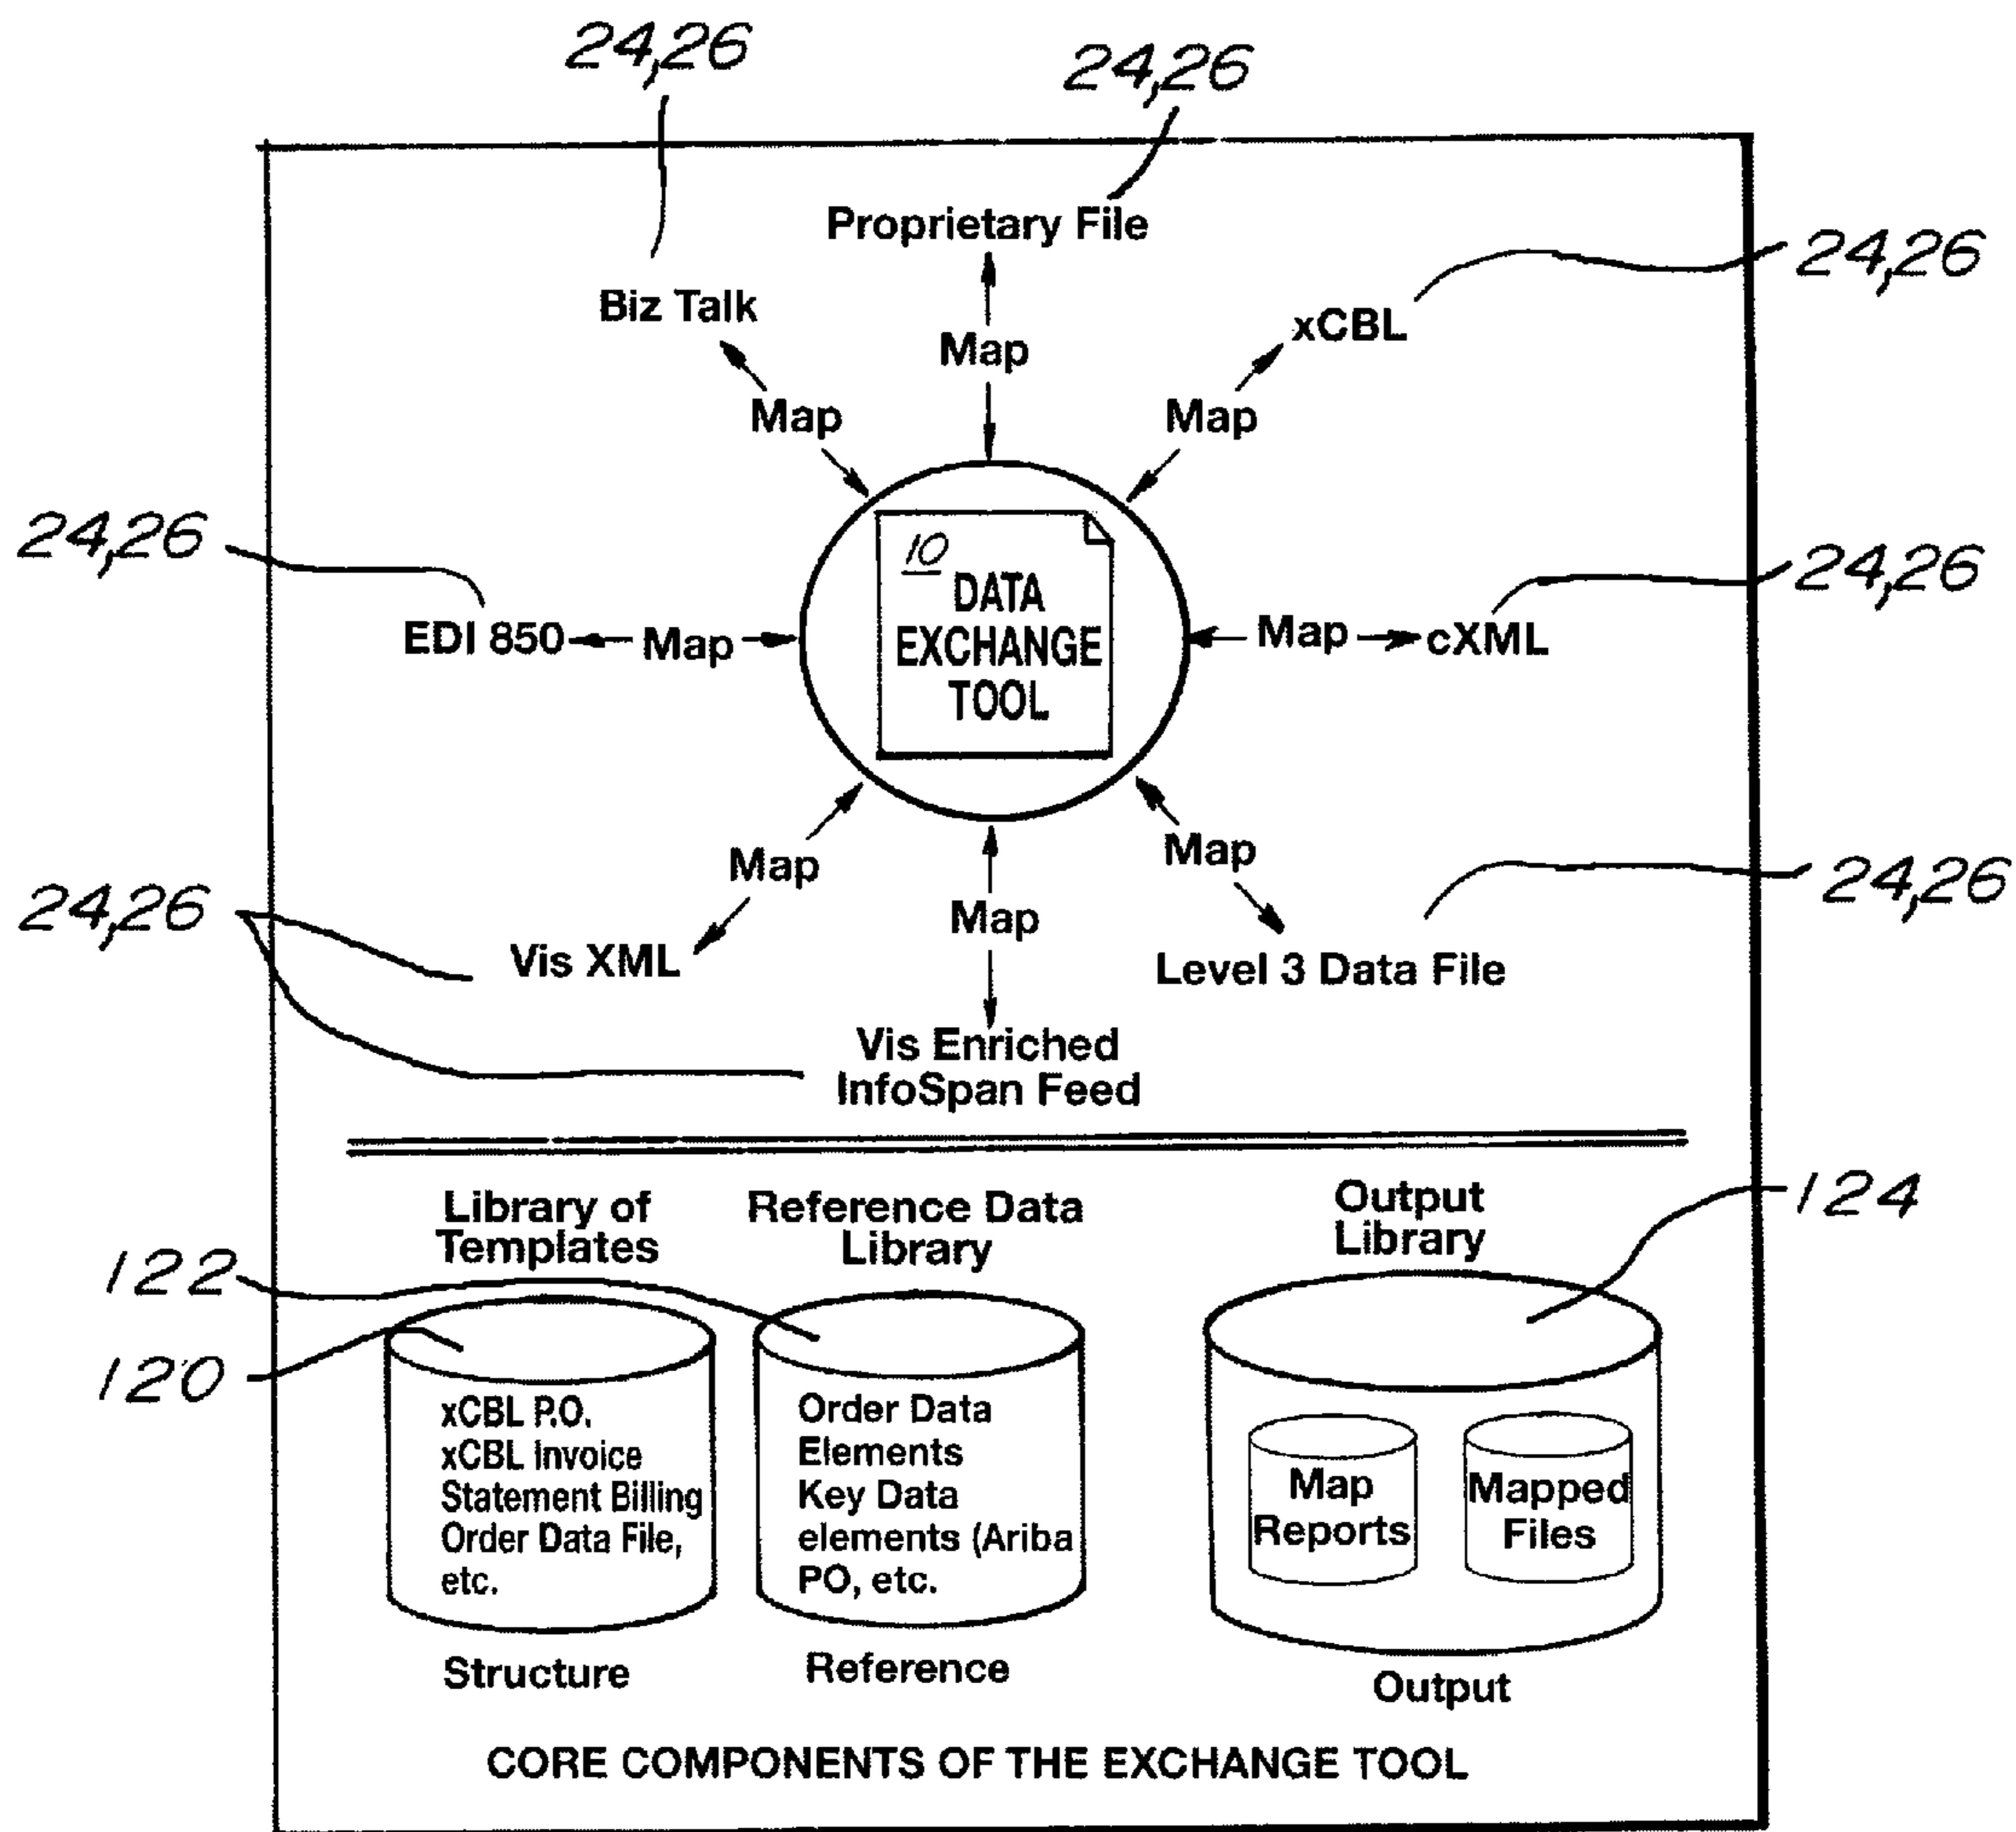 24,26
24,26
Proprietary File
24,26
Biz Talk
xCBL
Map
Map
Map
24,26
10
DATA
EXCHANGE
TOOL
24,26
EDI 850
Map
Map
cXML
Map
Map
24,26
24,26
Map
Vis XML
Level 3 Data File
Vis Enriched
InfoSpan Feed
Library of
Templates
Reference Data
Library
Output
Library
124
122
120
xCBL P.O.
xCBL Invoice
Statement Billing
Order Data File,
etc.
Order Data
Elements
Key Data
elements (Ariba
PO, etc.
Map
Reports
Mapped
Files
Structure
Reference
Output
CORE COMPONENTS OF THE EXCHANGE TOOL